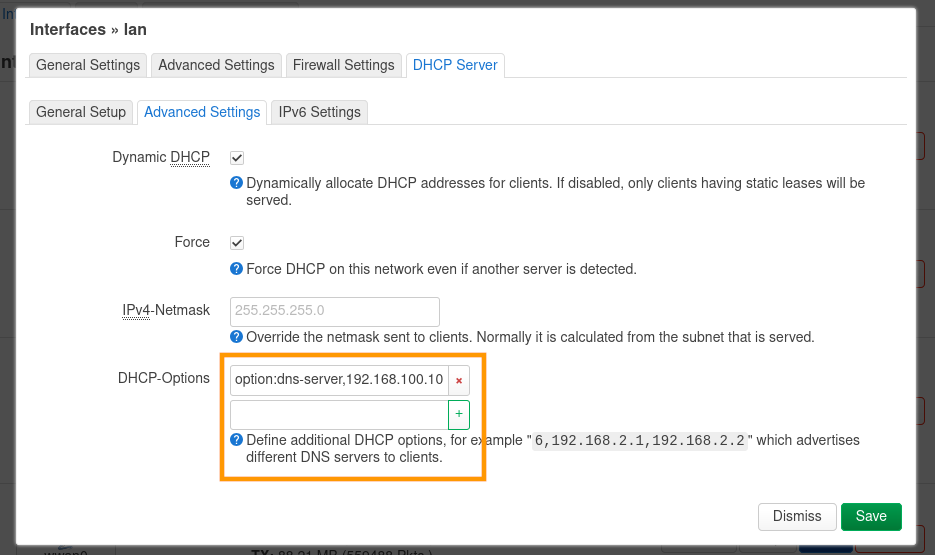 Interfaces » lan
General Settings Advanced Settings Firewall Settings DHCP Server
General Setup Advanced Settings IPv6 Settings
Dynamic DHCP
Dynamically allocate DHCP addresses for clients. If disabled, only clients having static leases will be
served.
Force
Force DHCP on this network even if another server is detected.
IPv4-Netmask 255.255.255.0
Override the netmask sent to clients. Normally it is calculated from the subnet that is served.
DHCP-Options option:dns-server,192.168.100.10 ×
+
Define additional DHCP options, for example "6,192.168.2.1,192.168.2.2" which advertises
different DNS servers to clients.
Dismiss Save